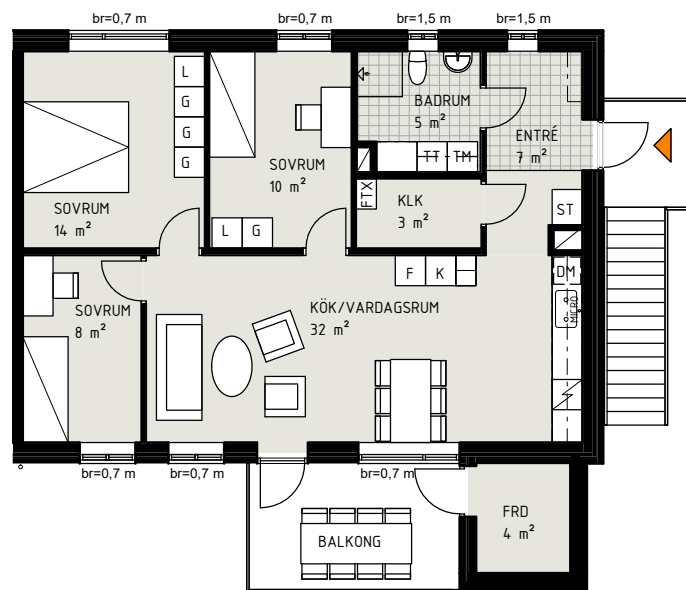 br=0,7 m
br=0,7 m
br=1,5 m
br=1,5 m
L
G
G
G
SOVRUM
14 m²
SOVRUM
10 m²
L G
BADRUM
5 m²
TT TM
ENTRÉ
7 m²
FTX
KLK
3 m²
ST
SOVRUM
8 m²
F K
DM
MICRO
KÖK/VARDAGSRUM
32 m²
br=0,7 m
br=0,7 m
br=0,7 m
FRD
4 m²
BALKONG